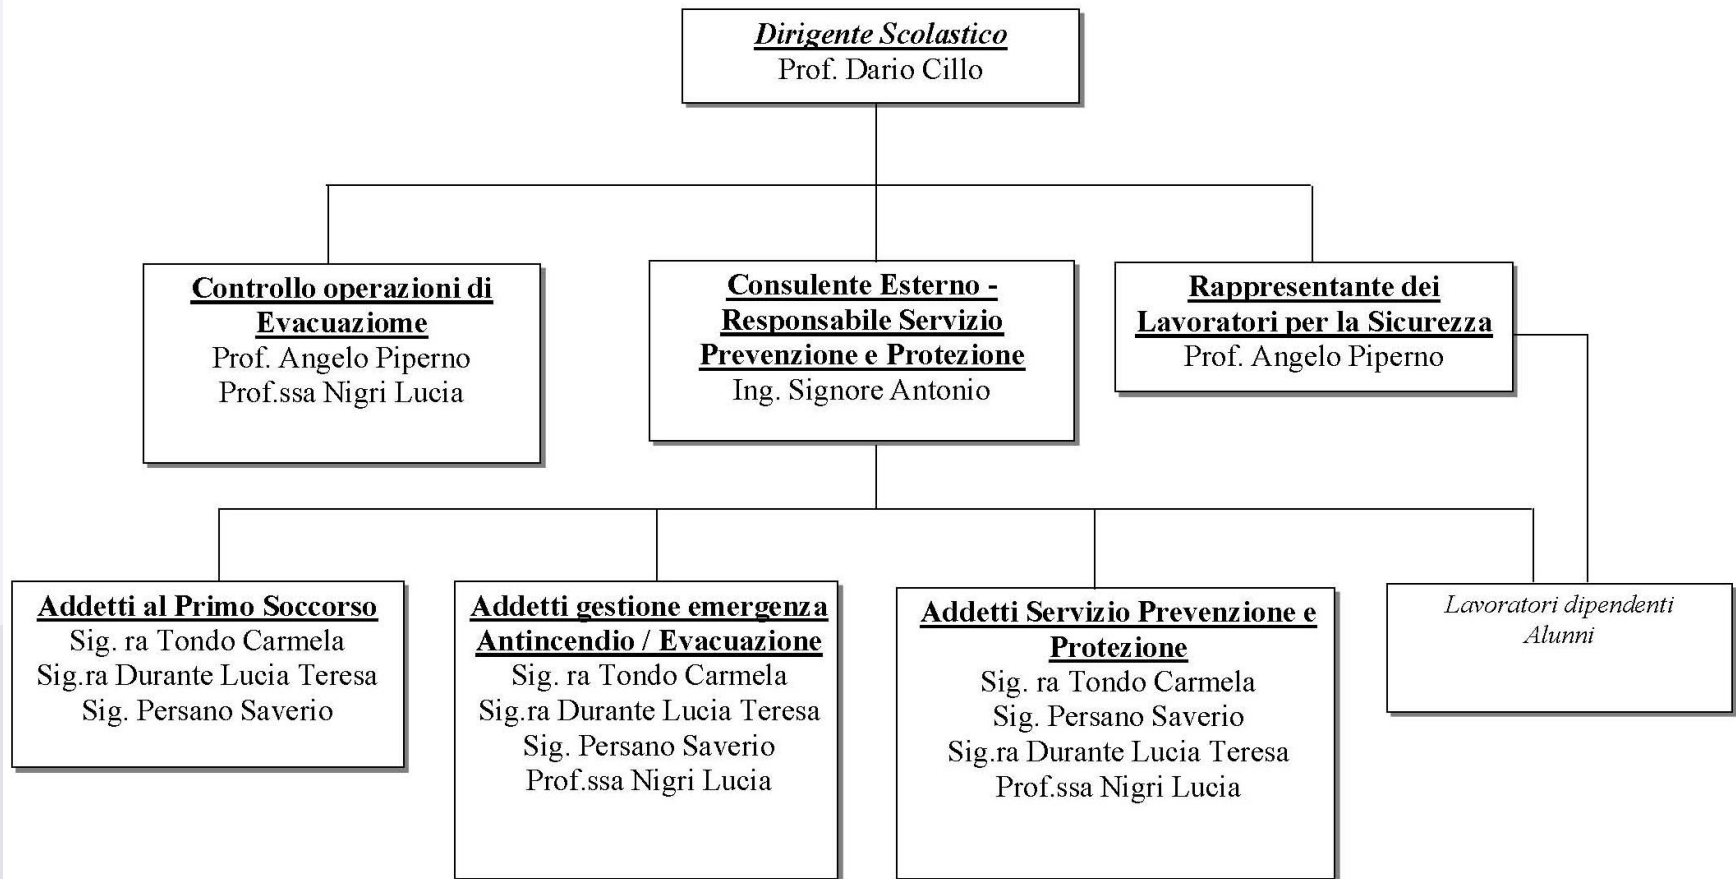 Dirigente Scolastico
Prof. Dario Cillo
Controllo operazioni di
Evacuaziome
Prof. Angelo Piperno
Prof.ssa Nigri Lucia
Consulente Esterno -
Responsabile Servizio
Prevenzione e Protezione
Ing. Signore Antonio
Rappresentante dei
Lavoratori per la Sicurezza
Prof. Angelo Piperno
Addetti al Primo Soccorso
Sig. ra Tondo Carmela
Sig.ra Durante Lucia Teresa
Sig. Persano Saverio
Addetti gestione emergenza
Antincendio / Evacuazione
Sig. ra Tondo Carmela
Sig.ra Durante Lucia Teresa
Sig. Persano Saverio
Prof.ssa Nigri Lucia
Addetti Servizio Prevenzione e
Protezione
Sig. ra Tondo Carmela
Sig. Persano Saverio
Sig.ra Durante Lucia Teresa
Prof.ssa Nigri Lucia
Lavoratori dipendenti
Alunni